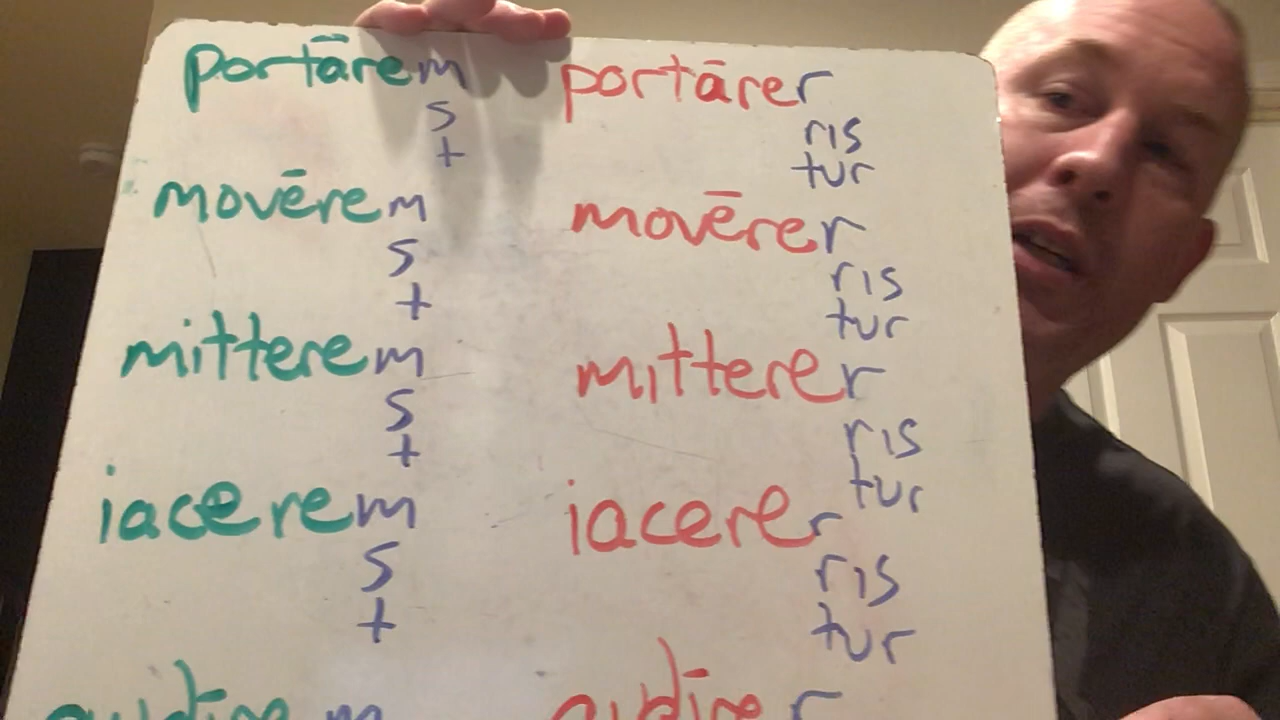 portārem portārer
s ris
t tur
movērem movērer
s ris
t tur
mitterem mitterer
s ris
t tur
iacerem iacerer
s ris
t tur